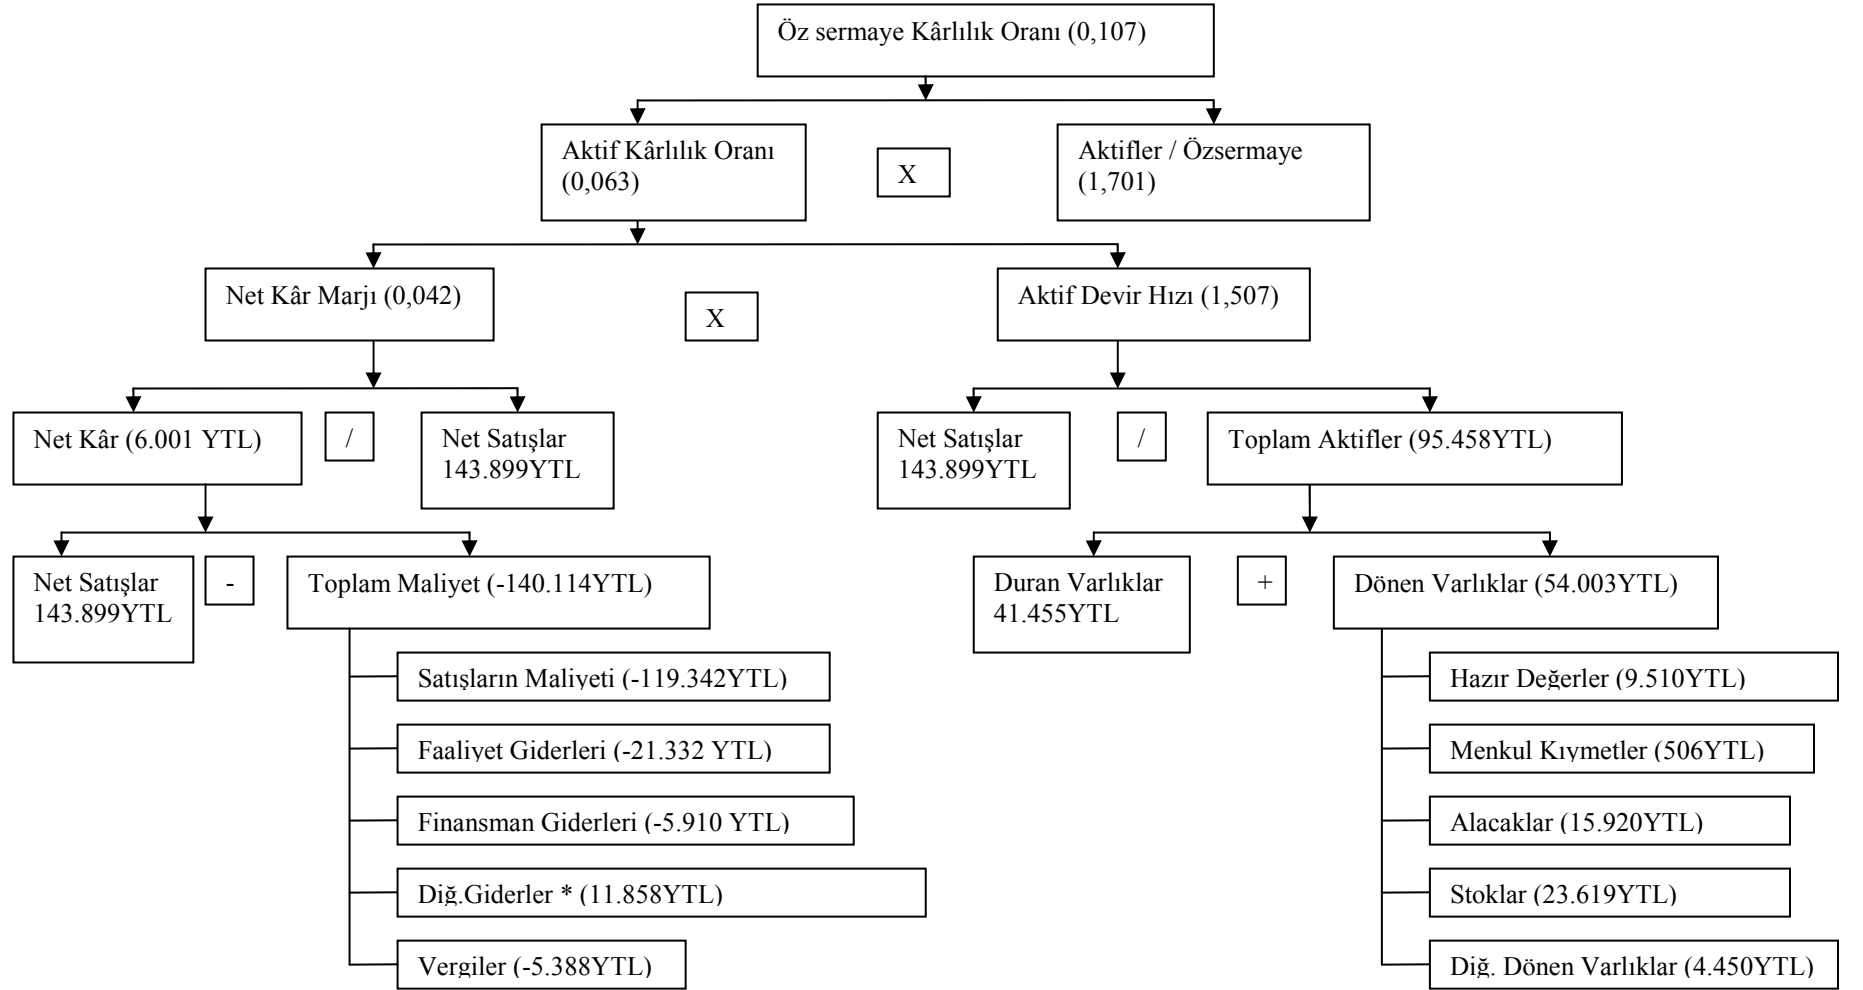 Öz sermaye Kârlılık Oranı (0,107)
Aktif Kârlılık Oranı
(0,063)
X
Aktifler / Özsermaye
(1,701)
Net Kâr Marjı (0,042)
X
Aktif Devir Hızı (1,507)
Net Kâr (6.001 YTL)
/
Net Satışlar
143.899YTL
Net Satışlar
143.899YTL
/
Toplam Aktifler (95.458YTL)
Net Satışlar
143.899YTL
-
Toplam Maliyet (-140.114YTL)
Duran Varlıklar
41.455YTL
+
Dönen Varlıklar (54.003YTL)
Satışların Maliyeti (-119.342YTL)
Faaliyet Giderleri (-21.332 YTL)
Finansman Giderleri (-5.910 YTL)
Diğ.Giderler * (11.858YTL)
Vergiler (-5.388YTL)
Hazır Değerler (9.510YTL)
Menkul Kıymetler (506YTL)
Alacaklar (15.920YTL)
Stoklar (23.619YTL)
Diğ. Dönen Varlıklar (4.450YTL)